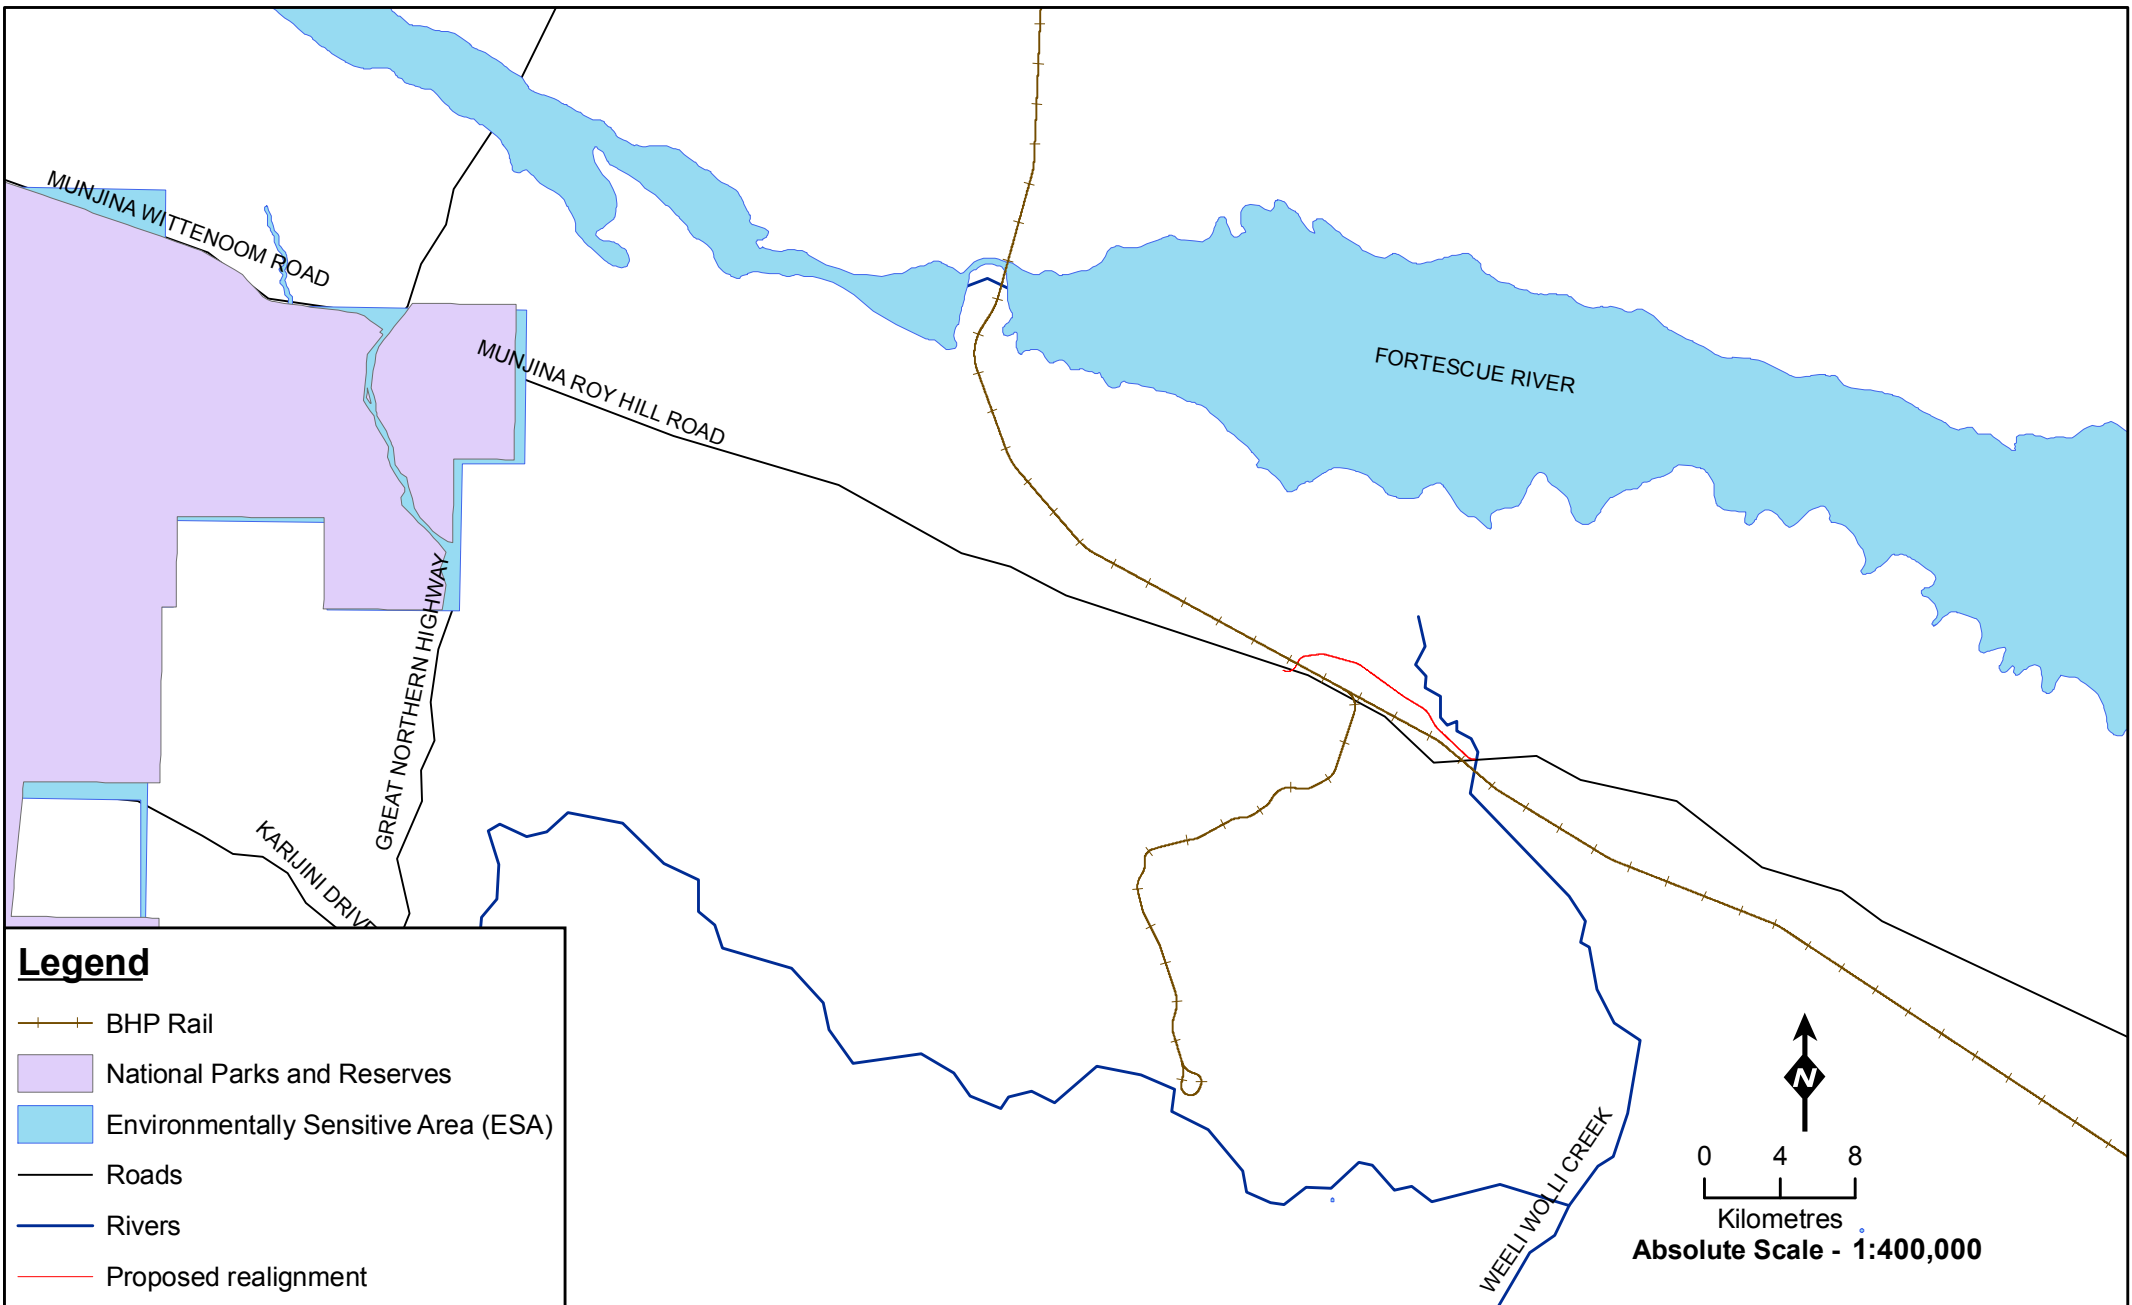 MUNJINA WITTENOOM ROAD
MUNJINA ROY HILL ROAD
FORTESCUE RIVER
GREAT NORTHERN HIGHWAY
KARIJINI DRIVE
WEELI WOLLI CREEK
Legend
BHP Rail
National Parks and Reserves
Environmentally Sensitive Area (ESA)
Roads
Rivers
Proposed realignment
N
0 4 8
Kilometres
Absolute Scale - 1:400,000